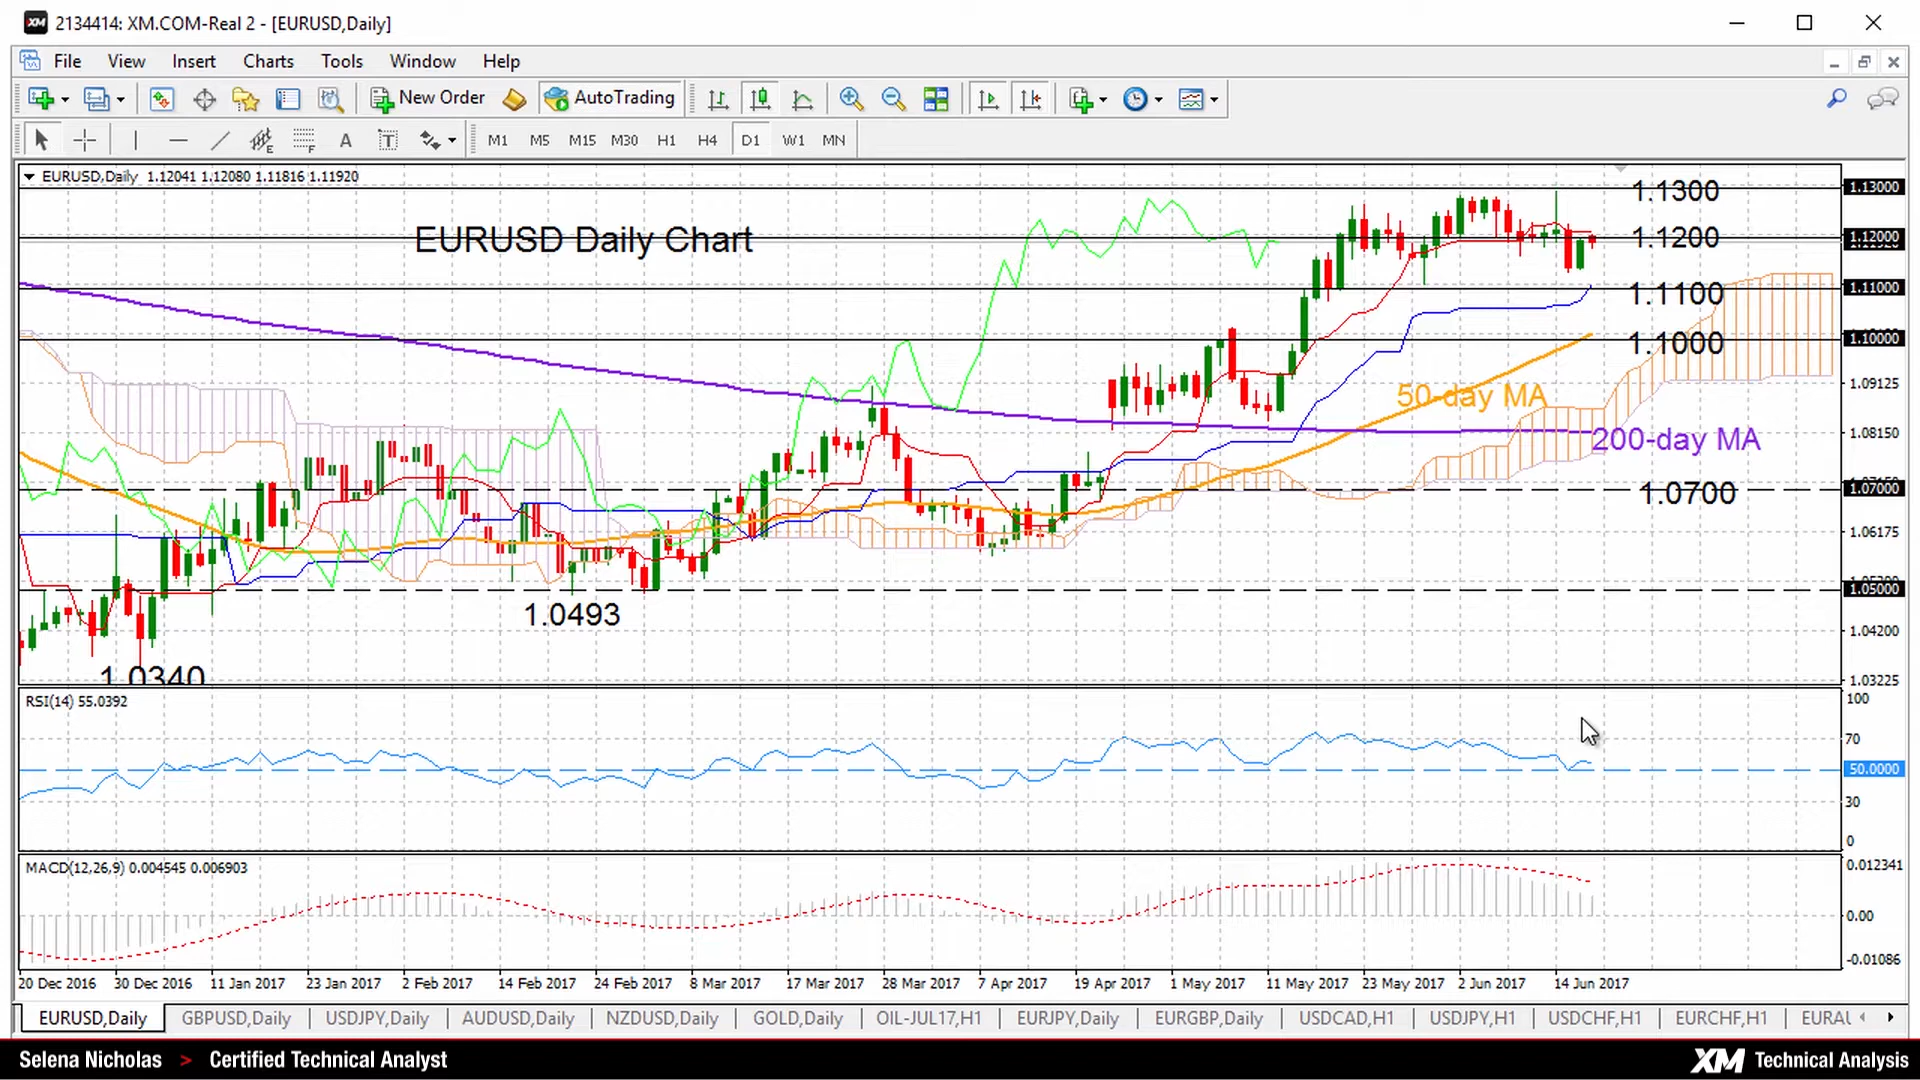 XM 2134414: XM.COM-Real 2 - [EURUSD,Daily]
File View Insert Charts Tools Window Help
New Order AutoTrading
E F A T M1 M5 M15 M30 H1 H4 D1 W1 MN
EURUSD,Daily 1.12041 1.12080 1.11816 1.11920
EURUSD Daily Chart
1.1300
1.1200
1.1100
1.1000
50-day MA
200-day MA
1.0700
1.0493
1.0340
1.13000
1.12000
1.11000
1.10000
1.09125
1.08150
1.07000
1.06175
1.05000
1.04200
1.03225
RSI(14) 55.0392
100
70
50.0000
30
0
MACD(12,26,9) 0.004545 0.006903
0.012341
0.00
-0.01086
20 Dec 2016 30 Dec 2016 11 Jan 2017 23 Jan 2017 2 Feb 2017 14 Feb 2017 24 Feb 2017 8 Mar 2017 17 Mar 2017 28 Mar 2017 7 Apr 2017 19 Apr 2017 1 May 2017 11 May 2017 23 May 2017 2 Jun 2017 14 Jun 2017
EURUSD,Daily GBPUSD,Daily USDJPY,Daily AUDUSD,Daily NZDUSD,Daily GOLD,Daily OIL-JUL17,H1 EURJPY,Daily EURGBP,Daily USDCAD,H1 USDJPY,H1 USDCHF,H1 EURCHF,H1
Selena Nicholas > Certified Technical Analyst XM Technical Analysis